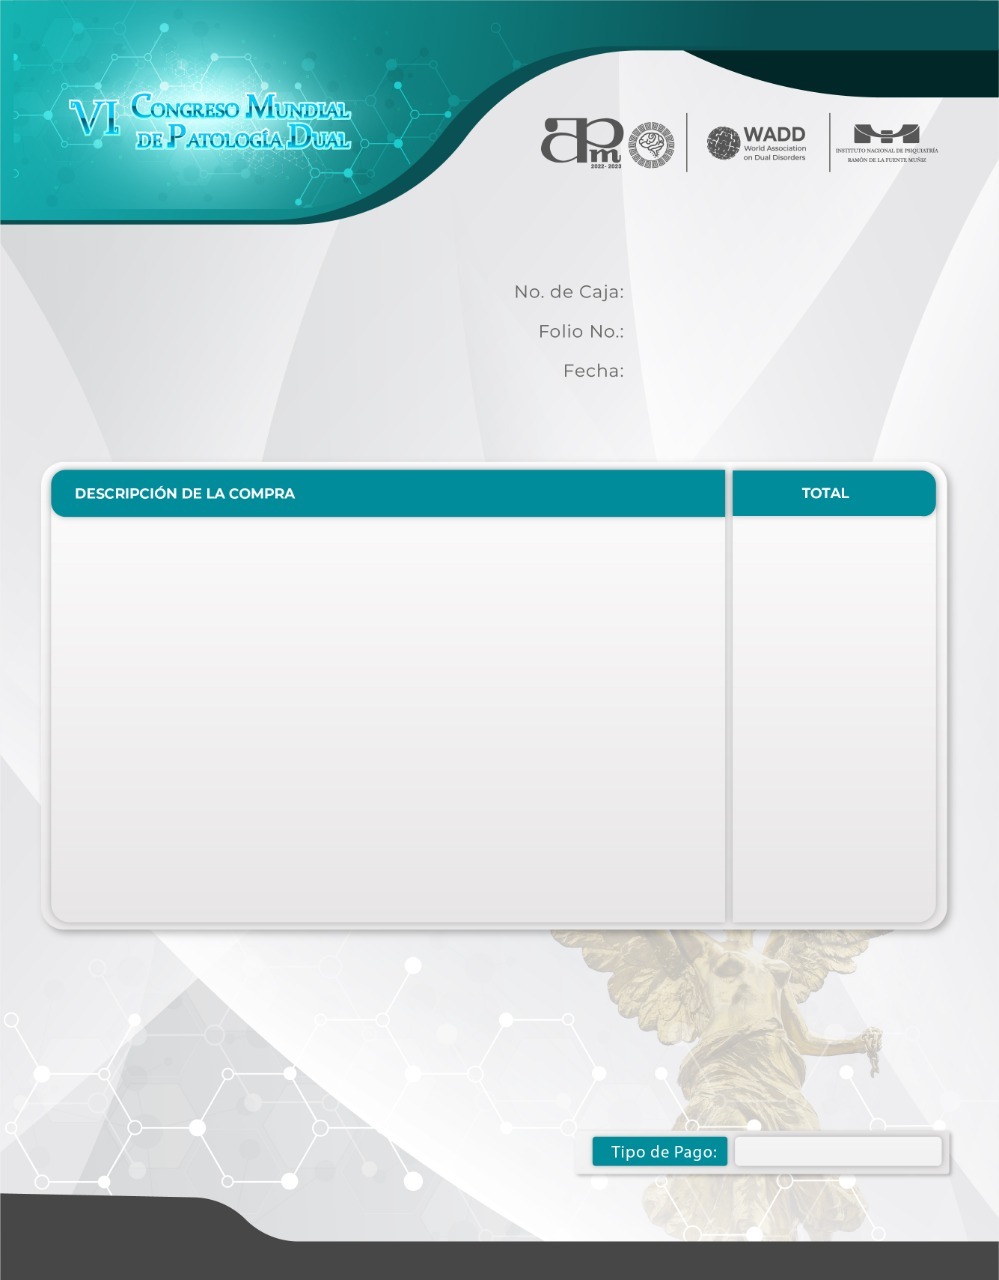 VI CONGRESO MUNDIAL
DE PATOLOGÍA DUAL
apm
2022-2023
WADD
World Association
on Dual Disorders
INSTITUTO NACIONAL DE PSIQUIATRÍA
RAMÓN DE LA FUENTE MUÑIZ
No. de Caja:
Folio No.:
Fecha:
DESCRIPCIÓN DE LA COMPRA TOTAL
Tipo de Pago: